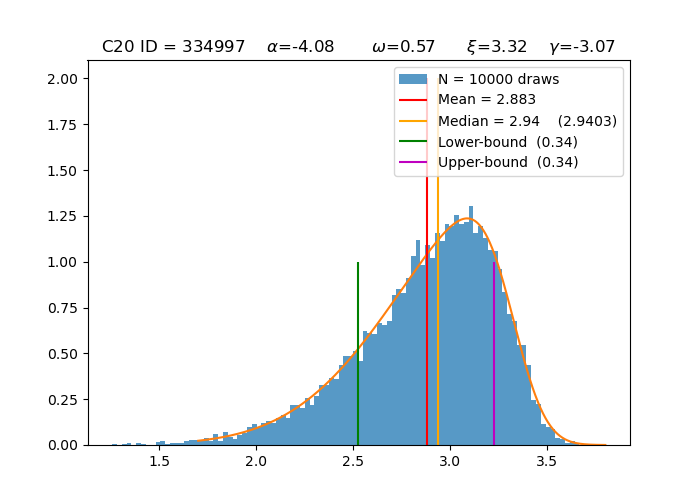 C20 ID = 334997 α=-4.08 ω=0.57 ξ=3.32 γ=-3.07
N = 10000 draws
Mean = 2.883
Median = 2.94 (2.9403)
Lower-bound (0.34)
Upper-bound (0.34)
2.00
1.75
1.50
1.25
1.00
0.75
0.50
0.25
0.00
1.5 2.0 2.5 3.0 3.5